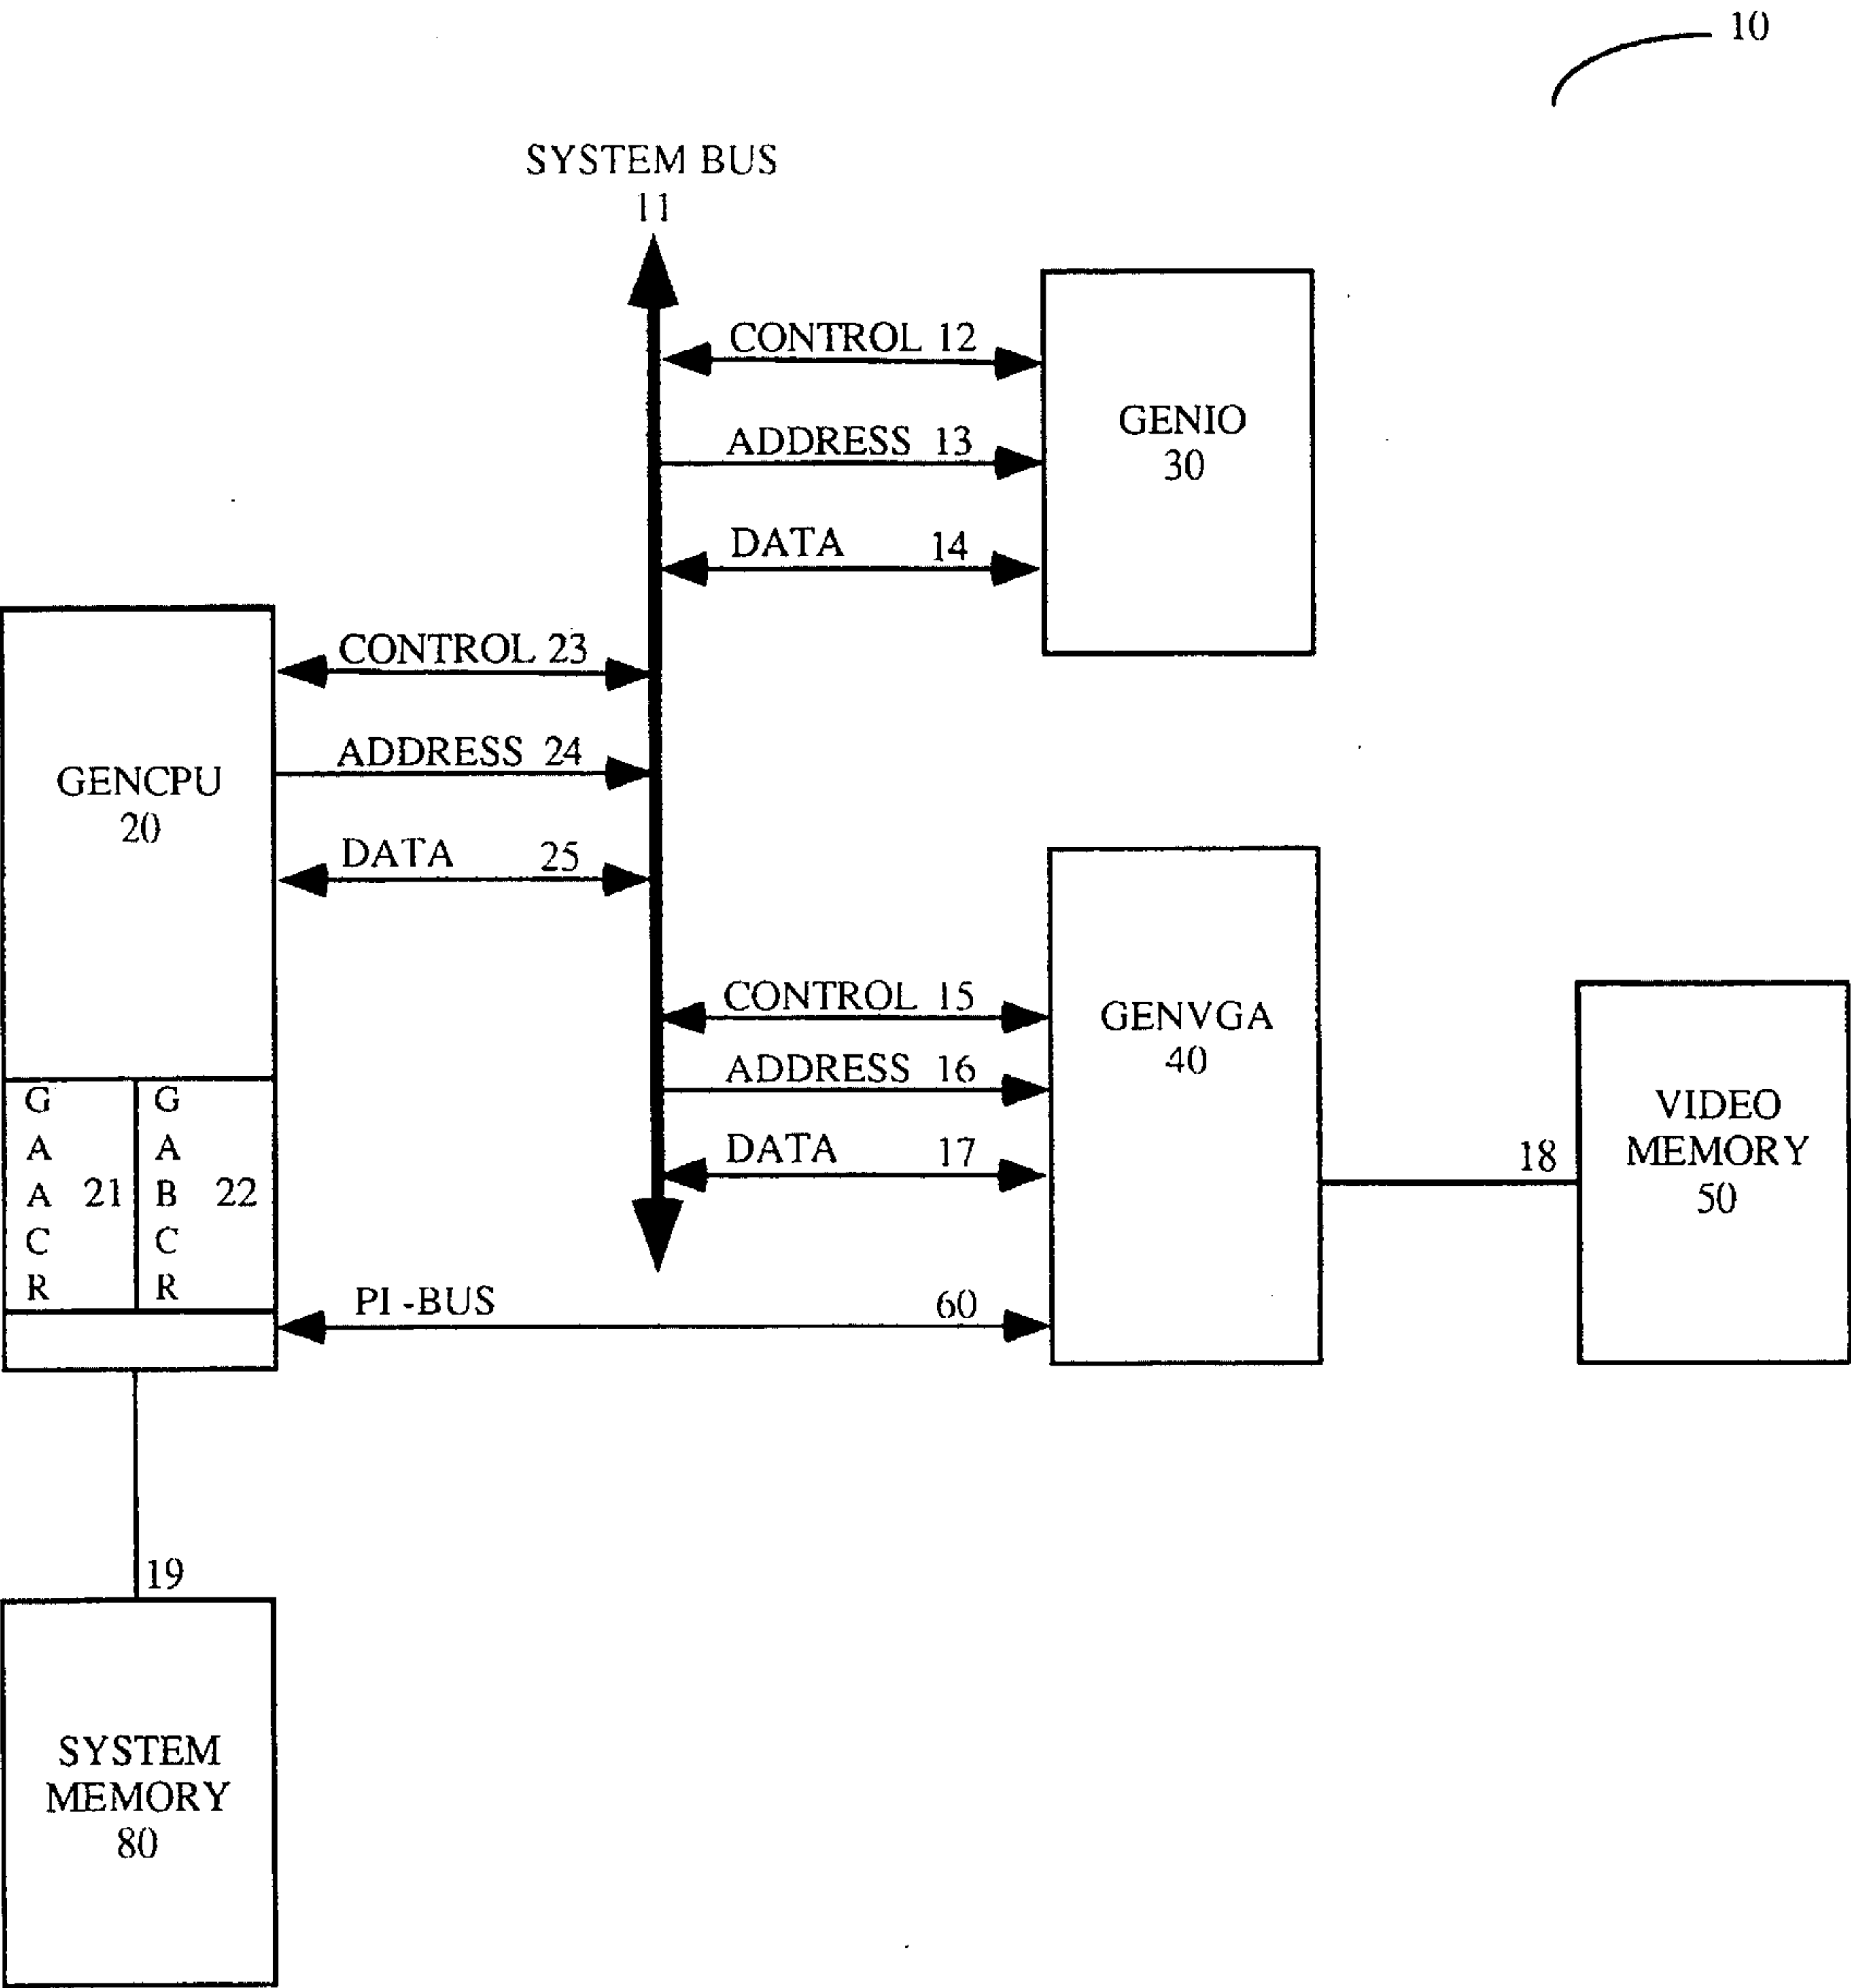 10
SYSTEM BUS
11
CONTROL 12
ADDRESS 13
DATA 14
GENIO
30
CONTROL 23
ADDRESS 24
DATA 25
GENCPU
20
CONTROL 15
ADDRESS 16
DATA 17
GENVGA
40
18
VIDEO
MEMORY
50
GAACR 21
GABCR 22
PI-BUS 60
19
SYSTEM
MEMORY
80